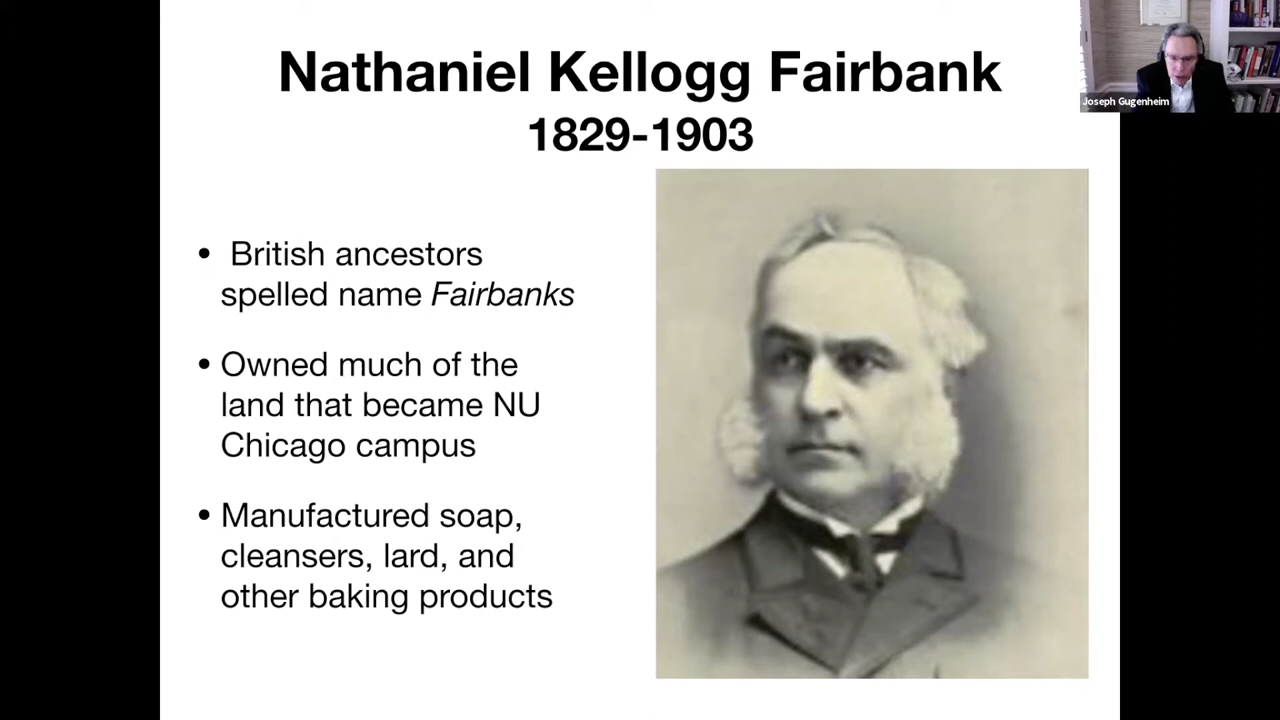 Nathaniel Kellogg Fairbank
1829-1903
• British ancestors
spelled name Fairbanks
• Owned much of the
land that became NU
Chicago campus
• Manufactured soap,
cleansers, lard, and
other baking products
Joseph Gugenheim